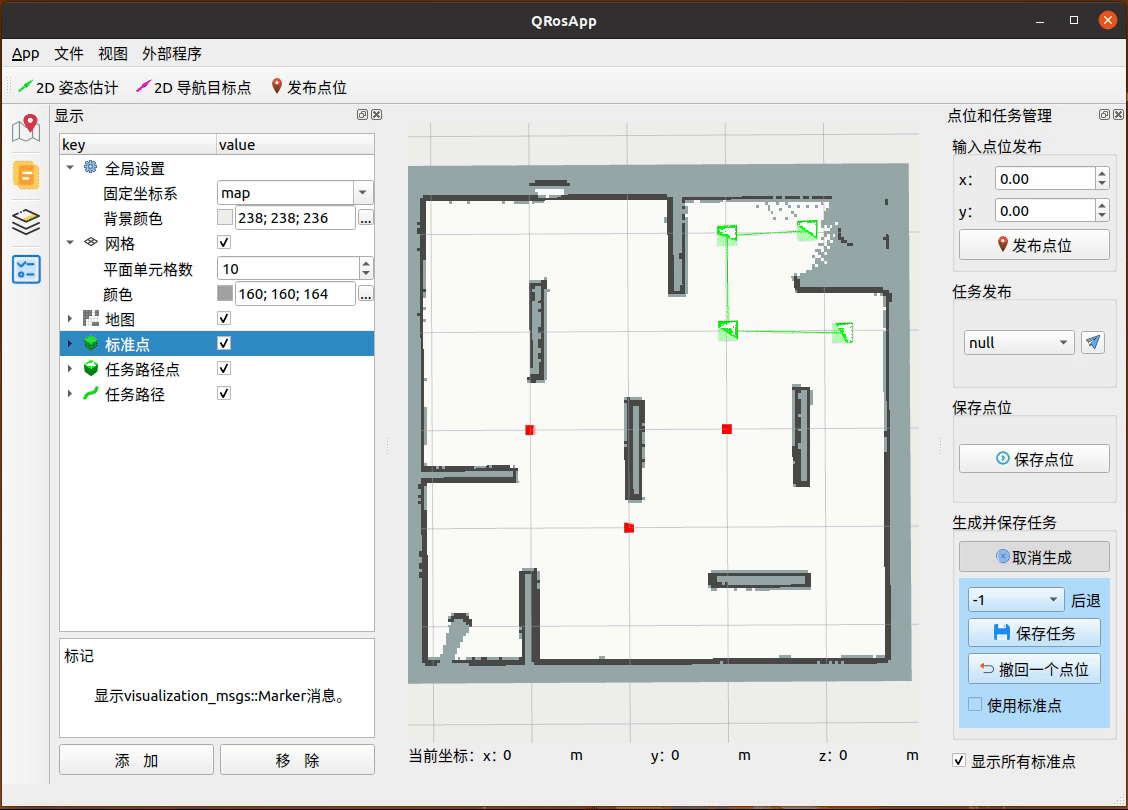 QRosApp
App 文件 视图 外部程序
2D 姿态估计 2D 导航目标点 发布点位
显示
key value
全局设置
固定坐标系 map
背景颜色 238; 238; 236 ...
网格
平面单元格数 10
颜色 160; 160; 164 ...
地图
标准点
任务路径点
任务路径
标记
显示visualization_msgs::Marker消息。
添 加 移 除
当前坐标: x: 0 m y: 0 m z: 0 m
点位和任务管理
输入点位发布
x: 0.00
y: 0.00
发布点位
任务发布
null
保存点位
保存点位
生成并保存任务
取消生成
-1 后退
保存任务
撤回一个点位
使用标准点
显示所有标准点